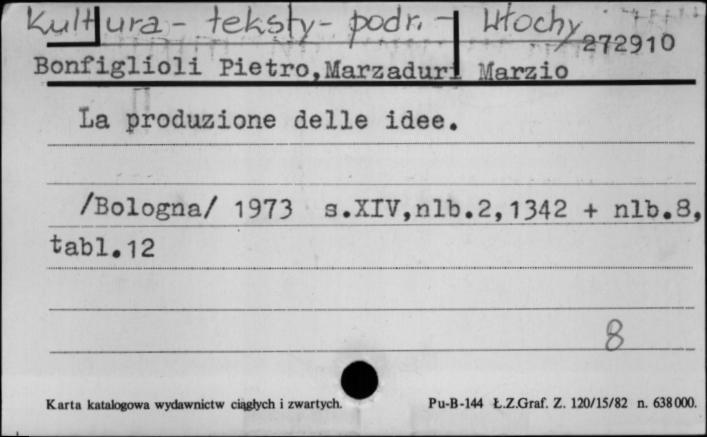 Kultura - teksty - podr. - Włochy
272910
Bonfiglioli Pietro,Marzaduri Marzio
La produzione delle idee.
/Bologna/ 1973 s.XIV,nlb.2,1342 + nlb.8,
tabl.12
8
Karta katalogowa wydawnictw ciągłych i zwartych. Pu-B-144 Ł.Z.Graf. Z. 120/15/82 n. 638000.